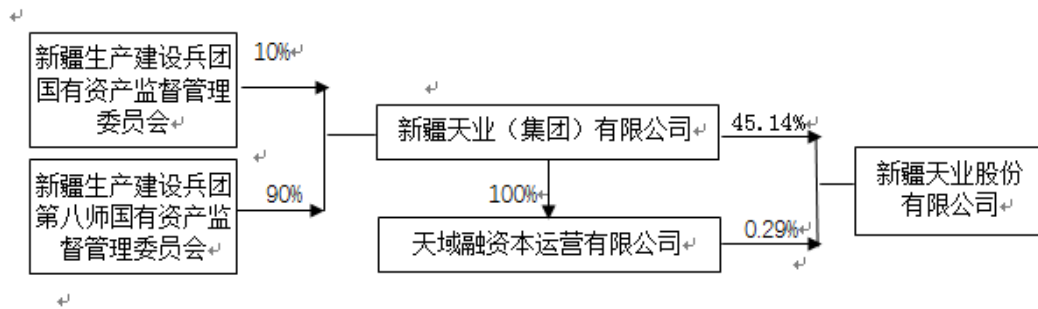 新疆生产建设兵团
国有资产监督管理
委员会
10%
新疆生产建设兵团
第八师国有资产监
督管理委员会
90%
新疆天业（集团）有限公司
45.14%
100%
天域融资本运营有限公司
0.29%
新疆天业股份
有限公司